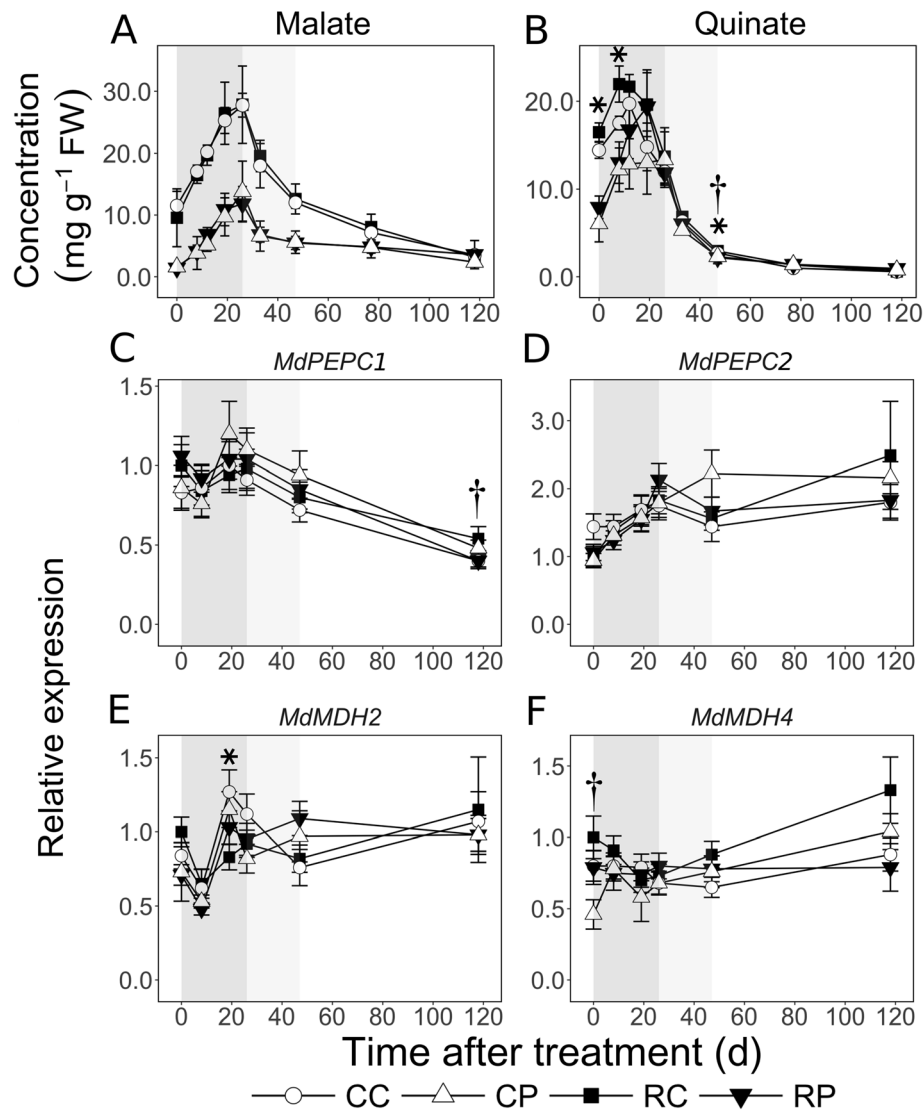 A Malate
B Quinate
Concentration
(mg g⁻¹ FW)
30.0
20.0
10.0
0.0
0 20 40 60 80 100 120
*
*
†
*
20.0
10.0
0.0
0 20 40 60 80 100 120
C MdPEPC1
D MdPEPC2
Relative expression
1.5
1.0
0.5
0.0
†
0 20 40 60 80 100 120
3.0
2.0
1.0
0.0
0 20 40 60 80 100 120
E MdMDH2
F MdMDH4
1.5
1.0
0.5
0.0
*
0 20 40 60 80 100 120
1.5
1.0
0.5
0.0
†
0 20 40 60 80 100 120
Time after treatment (d)
CC CP RC RP